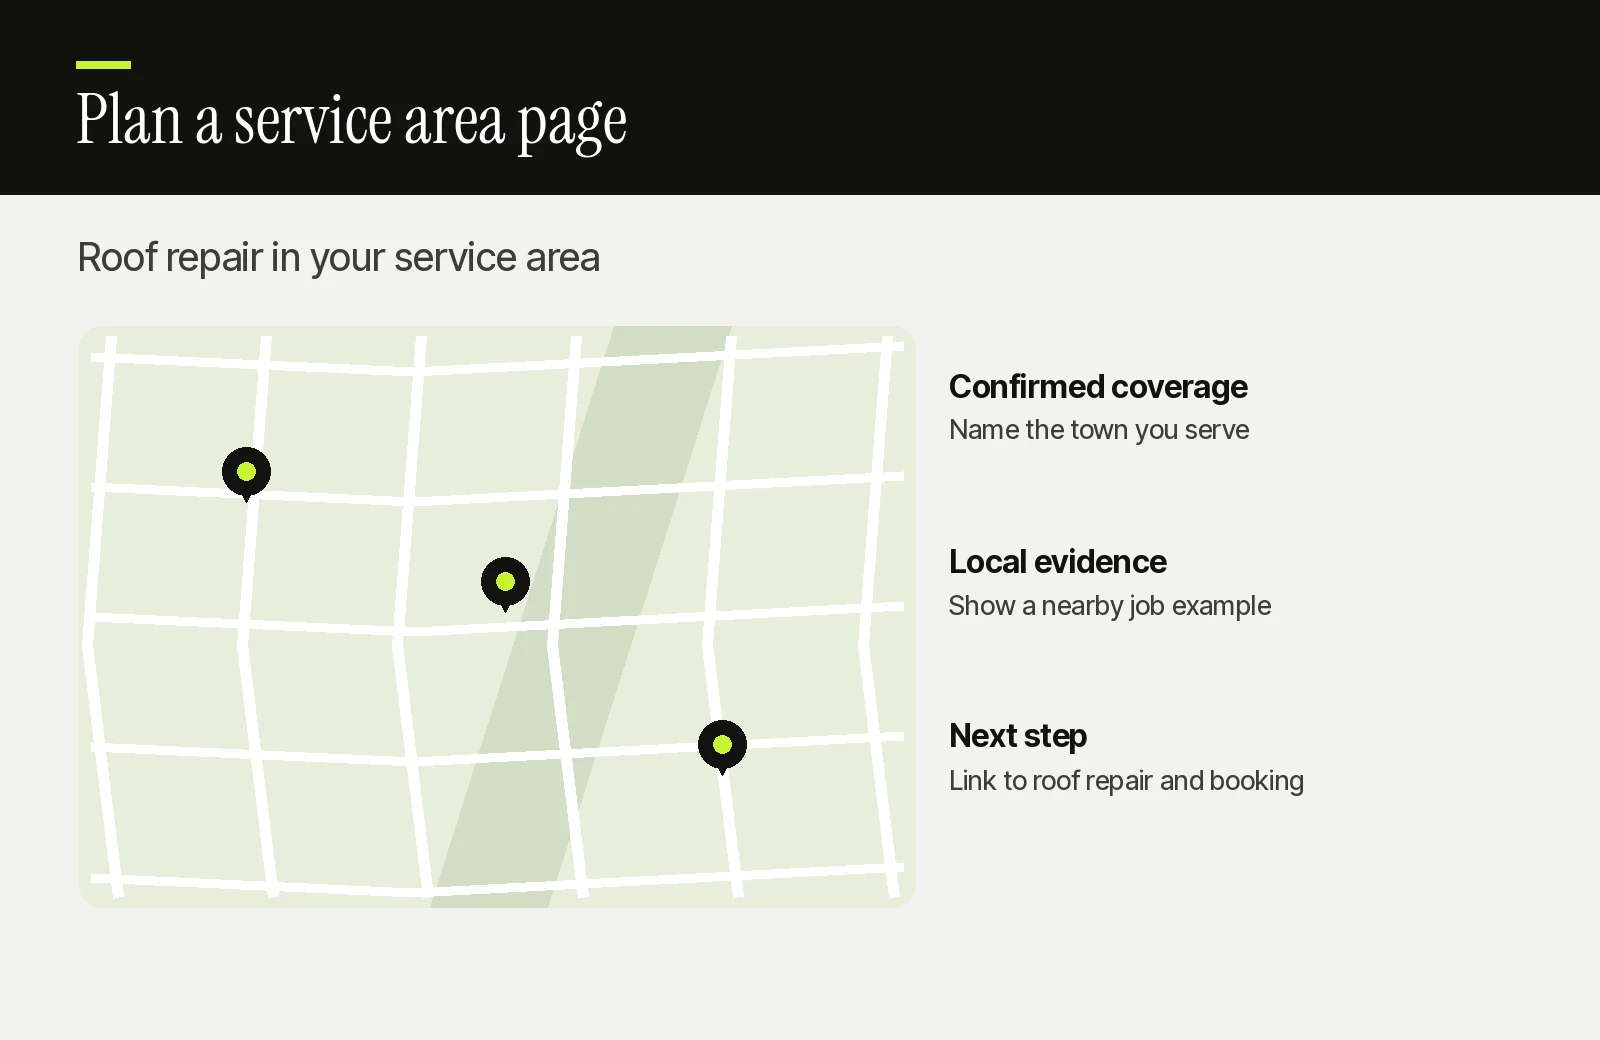 Plan a service area page
Roof repair in your service area
Confirmed coverage
Name the town you serve
Local evidence
Show a nearby job example
Next step
Link to roof repair and booking